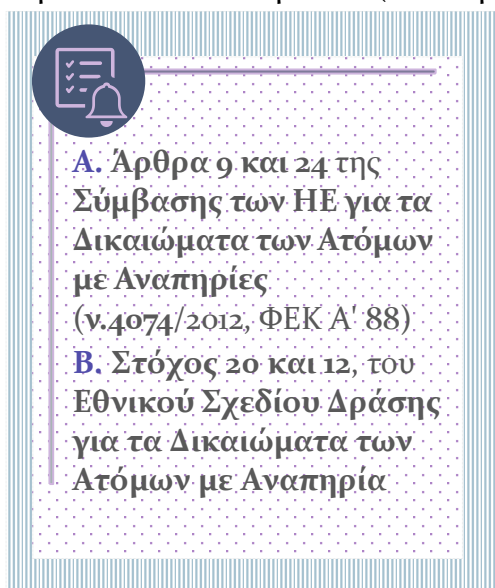 Α. Άρθρα 9 και 24 της
Σύμβασης των ΗΕ για τα
Δικαιώματα των Ατόμων
με Αναπηρίες
(ν.4074/2012, ΦΕΚ Α' 88)
Β. Στόχος 20 και 12, του
Εθνικού Σχεδίου Δράσης
για τα Δικαιώματα των
Ατόμων με Αναπηρία